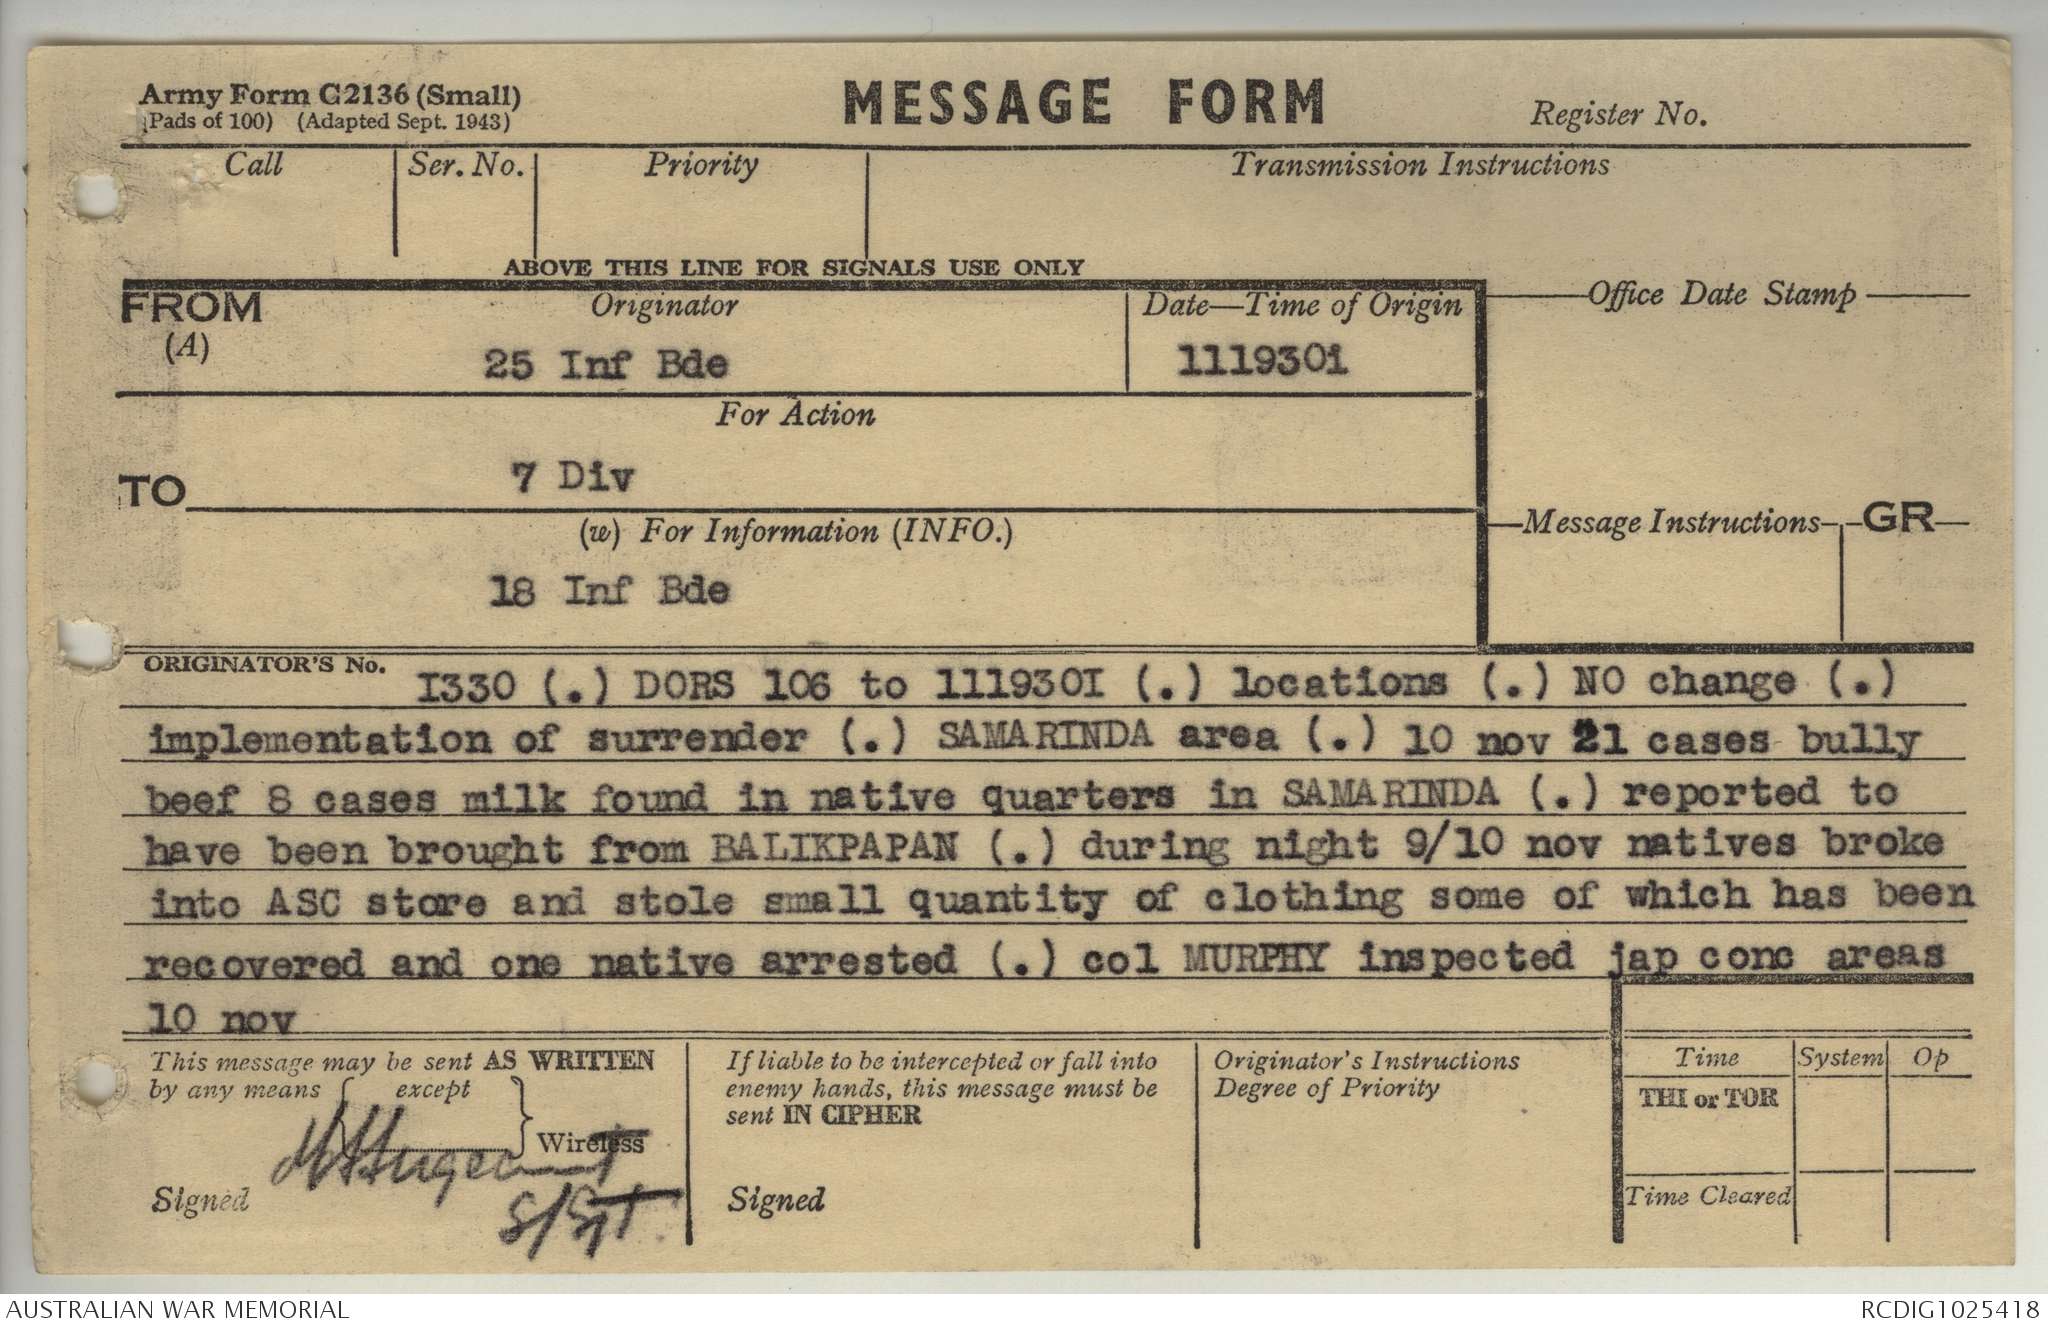 Army Form C2136 (Small)
(Pads of 100) (Adapted Sept. 1943)
MESSAGE FORM
Register No.
Call
Ser. No.
Priority
Transmission Instructions
ABOVE THIS LINE FOR SIGNALS USE ONLY
FROM
(A)
Originator
Date—Time of Origin
Office Date Stamp
25 Inf Bde
111930i
For Action
TO
7 Div
(w) For Information (INFO.)
Message Instructions
GR
18 Inf Bde
ORIGINATOR'S No.
I330 (.) DORS 106 to 111930I (.) locations (.) NO change (.)
implementation of surrender (.) SAMARINDA area (.) 10 nov 21 cases bully
beef 8 cases milk found in native quarters in SAMARINDA (.) reported to
have been brought from BALIKPAPAN (.) during night 9/10 nov natives broke
into ASC store and stole small quantity of clothing some of which has been
recovered and one native arrested (.) col MURPHY inspected jap conc areas
10 nov
This message may be sent AS WRITTEN
by any means except
Wireless
Signed
S/Sgt
If liable to be intercepted or fall into
enemy hands, this message must be
sent IN CIPHER
Signed
Originator's Instructions
Degree of Priority
Time
System
Op
THI or TOR
Time Cleared
AUSTRALIAN WAR MEMORIAL
RCDIG1025418